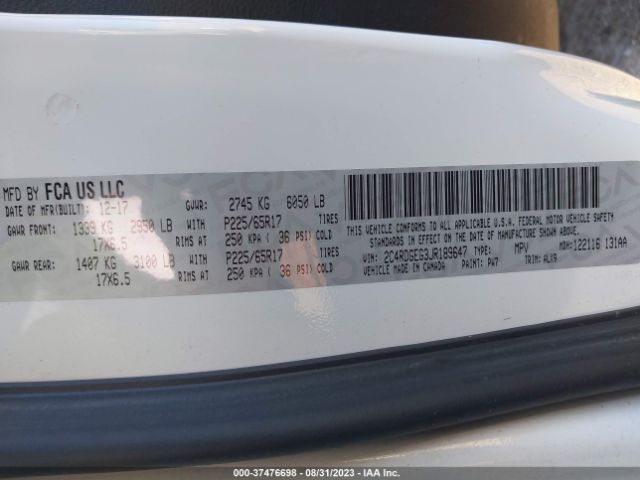 MFD BY FCA US LLC
DATE OF MFR(BUILT): 12-17 GVWR: 2745 KG 6050 LB
GAWR FRONT: 1339 KG 2950 LB WITH P225/65R17 TIRES
17X6.5 RIMS AT 250 KPA ( 36 PSI) COLD
GAWR REAR: 1407 KG 3100 LB WITH P225/65R17 TIRES
17X6.5 RIMS AT 250 KPA ( 36 PSI) COLD
THIS VEHICLE CONFORMS TO ALL APPLICABLE U.S.A. FEDERAL MOTOR VEHICLE SAFETY
STANDARDS IN EFFECT ON THE DATE OF MANUFACTURE SHOWN ABOVE.
VIN: 2C4RDGEG3JR189647 TYPE: MPV MDH: 122116 131AA
MADE IN CANADA PAINT: PW7 TRIM:
000-37476698 - 08/31/2023 - IAA Inc.